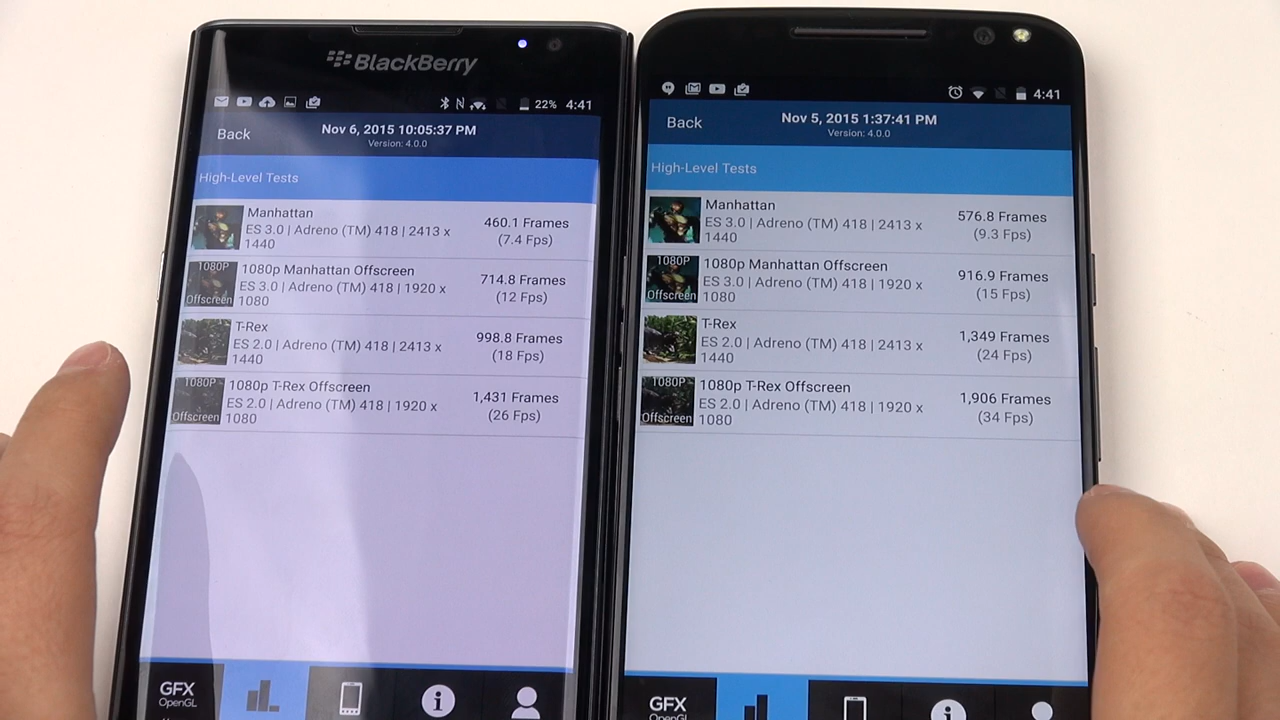 BlackBerry
22% 4:41
Back
Nov 6, 2015 10:05:37 PM
Version: 4.0.0
High-Level Tests
Manhattan
ES 3.0 | Adreno (TM) 418 | 2413 x
1440
460.1 Frames
(7.4 Fps)
1080P
Offscreen
1080p Manhattan Offscreen
ES 3.0 | Adreno (TM) 418 | 1920 x
1080
714.8 Frames
(12 Fps)
T-Rex
ES 2.0 | Adreno (TM) 418 | 2413 x
1440
998.8 Frames
(18 Fps)
1080P
Offscreen
1080p T-Rex Offscreen
ES 2.0 | Adreno (TM) 418 | 1920 x
1080
1,431 Frames
(26 Fps)
GFX
OpenGL
4:41
Back
Nov 5, 2015 1:37:41 PM
Version: 4.0.0
High-Level Tests
Manhattan
ES 3.0 | Adreno (TM) 418 | 2413 x
1440
576.8 Frames
(9.3 Fps)
1080P
Offscreen
1080p Manhattan Offscreen
ES 3.0 | Adreno (TM) 418 | 1920 x
1080
916.9 Frames
(15 Fps)
T-Rex
ES 2.0 | Adreno (TM) 418 | 2413 x
1440
1,349 Frames
(24 Fps)
1080P
Offscreen
1080p T-Rex Offscreen
ES 2.0 | Adreno (TM) 418 | 1920 x
1080
1,906 Frames
(34 Fps)
GFX
OpenGL